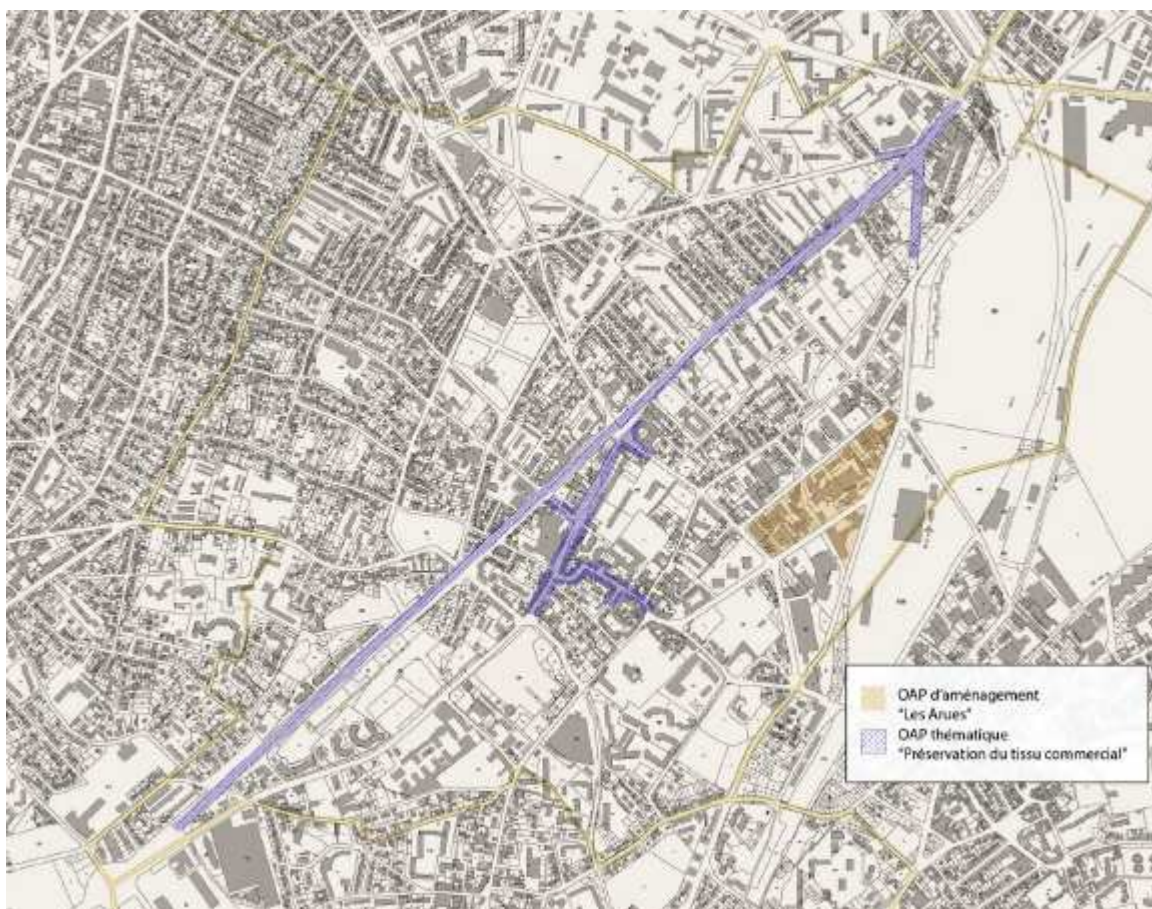 OAP d'aménagement
"Les Arues"
OAP thématique
"Préservation du tissu commercial"